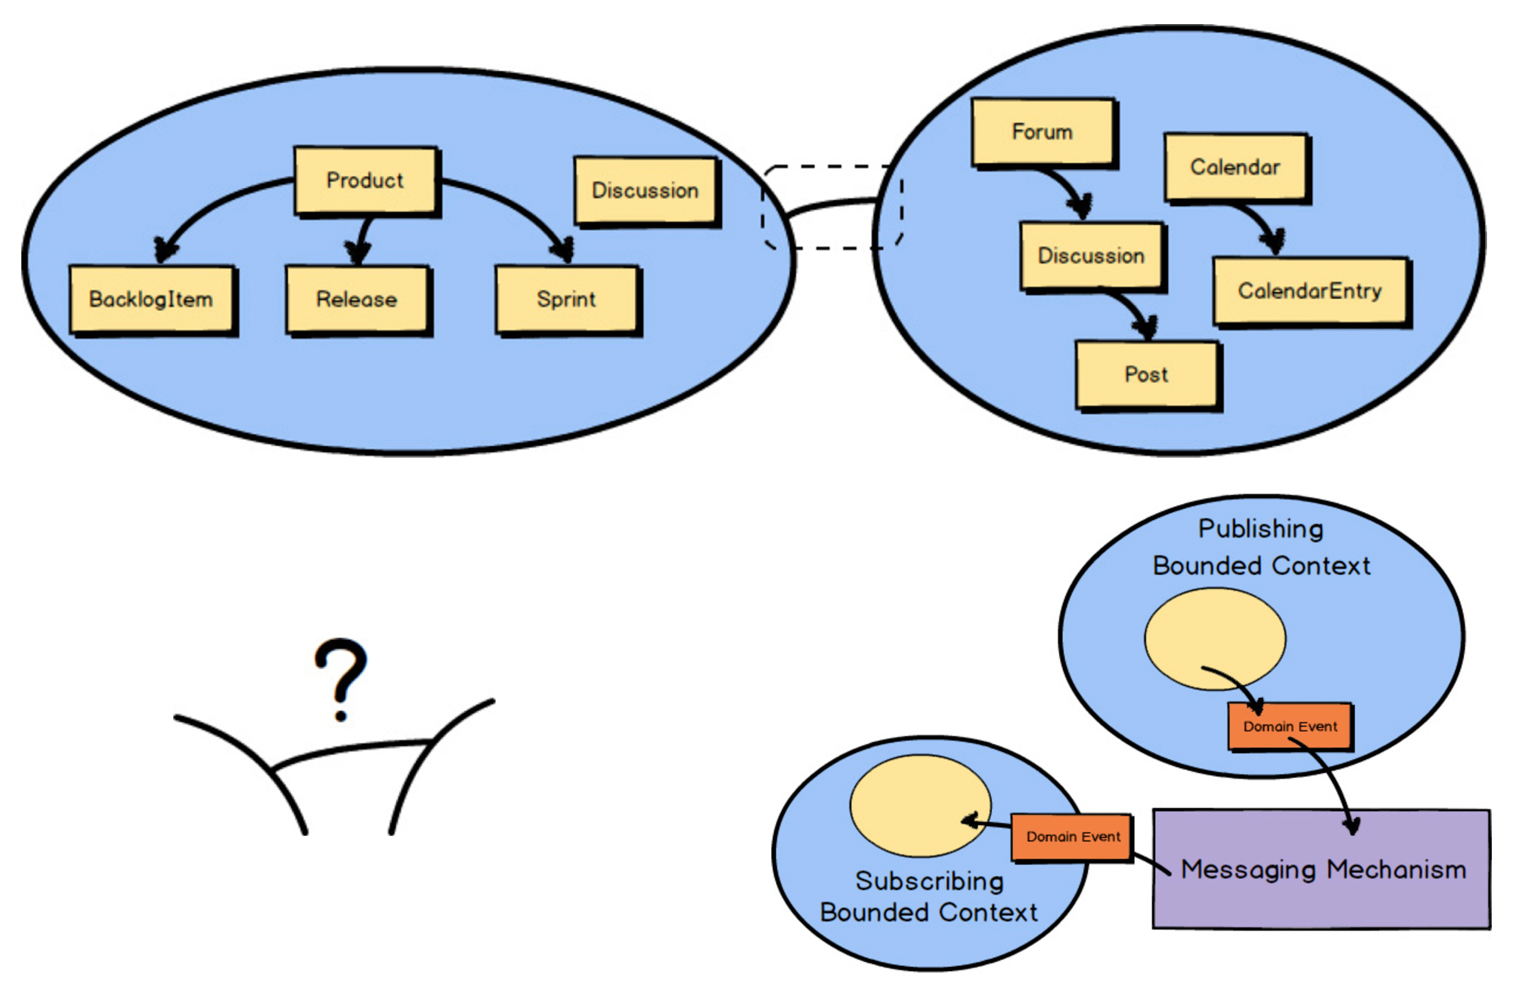 Product
Discussion
BacklogItem
Release
Sprint
Forum
Calendar
Discussion
CalendarEntry
Post
?
Publishing
Bounded Context
Domain Event
Domain Event
Subscribing
Bounded Context
Messaging Mechanism